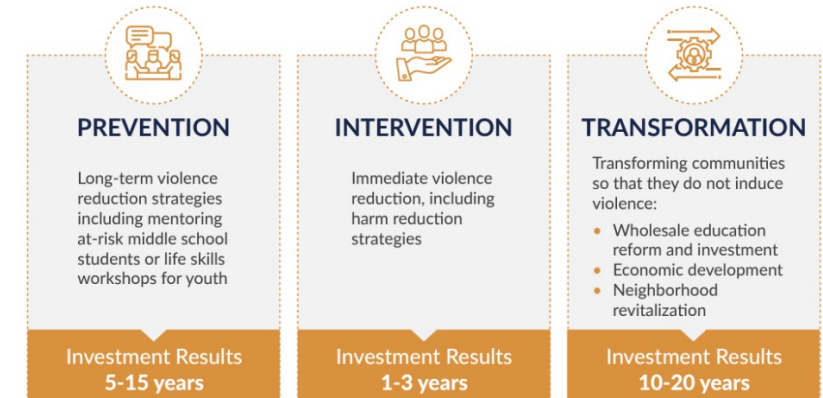 PREVENTION
Long-term violence
reduction strategies
including mentoring
at-risk middle school
students or life skills
workshops for youth
Investment Results
5-15 years
INTERVENTION
Immediate violence
reduction, including
harm reduction
strategies
Investment Results
1-3 years
TRANSFORMATION
Transforming communities
so that they do not induce
violence:
• Wholesale education
reform and investment
• Economic development
• Neighborhood
revitalization
Investment Results
10-20 years